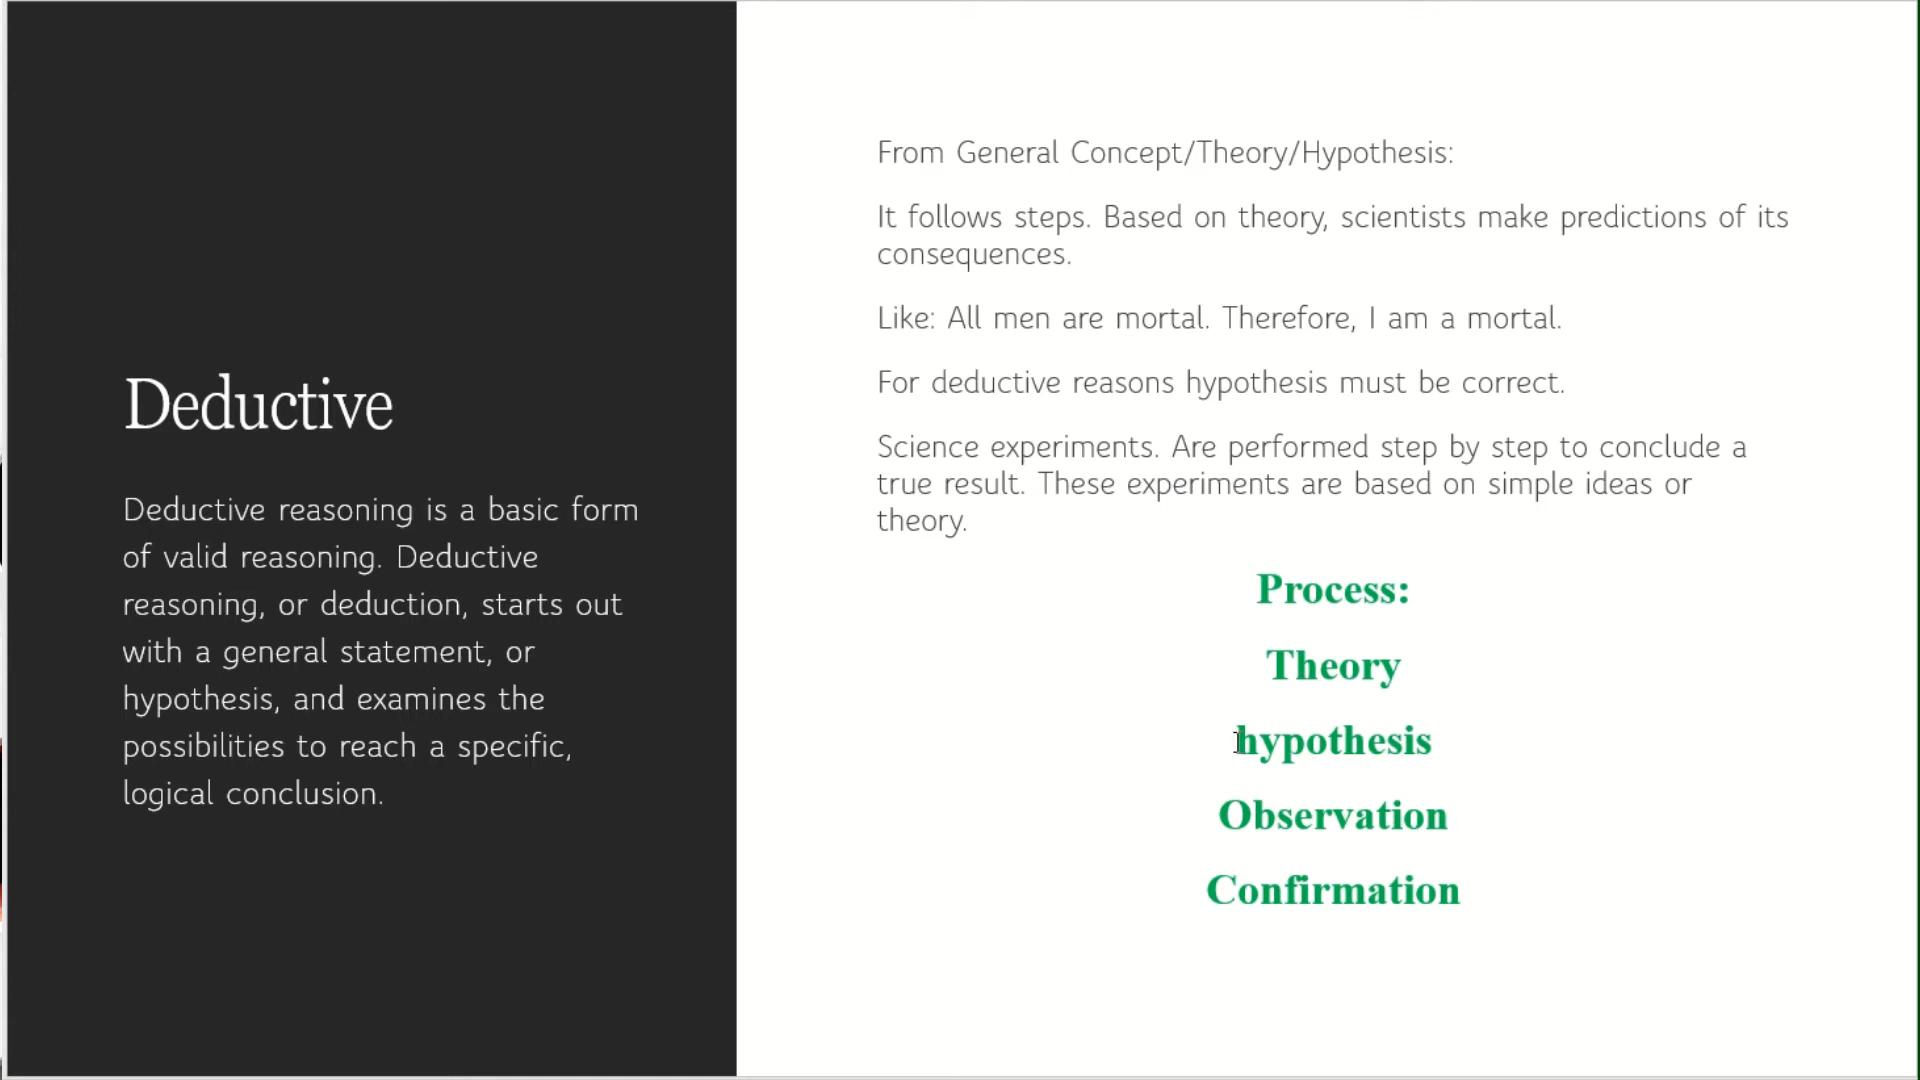 Deductive
Deductive reasoning is a basic form
of valid reasoning. Deductive
reasoning, or deduction, starts out
with a general statement, or
hypothesis, and examines the
possibilities to reach a specific,
logical conclusion.
From General Concept/Theory/Hypothesis:
It follows steps. Based on theory, scientists make predictions of its
consequences.
Like: All men are mortal. Therefore, I am a mortal.
For deductive reasons hypothesis must be correct.
Science experiments. Are performed step by step to conclude a
true result. These experiments are based on simple ideas or
theory.
Process:
Theory
hypothesis
Observation
Confirmation